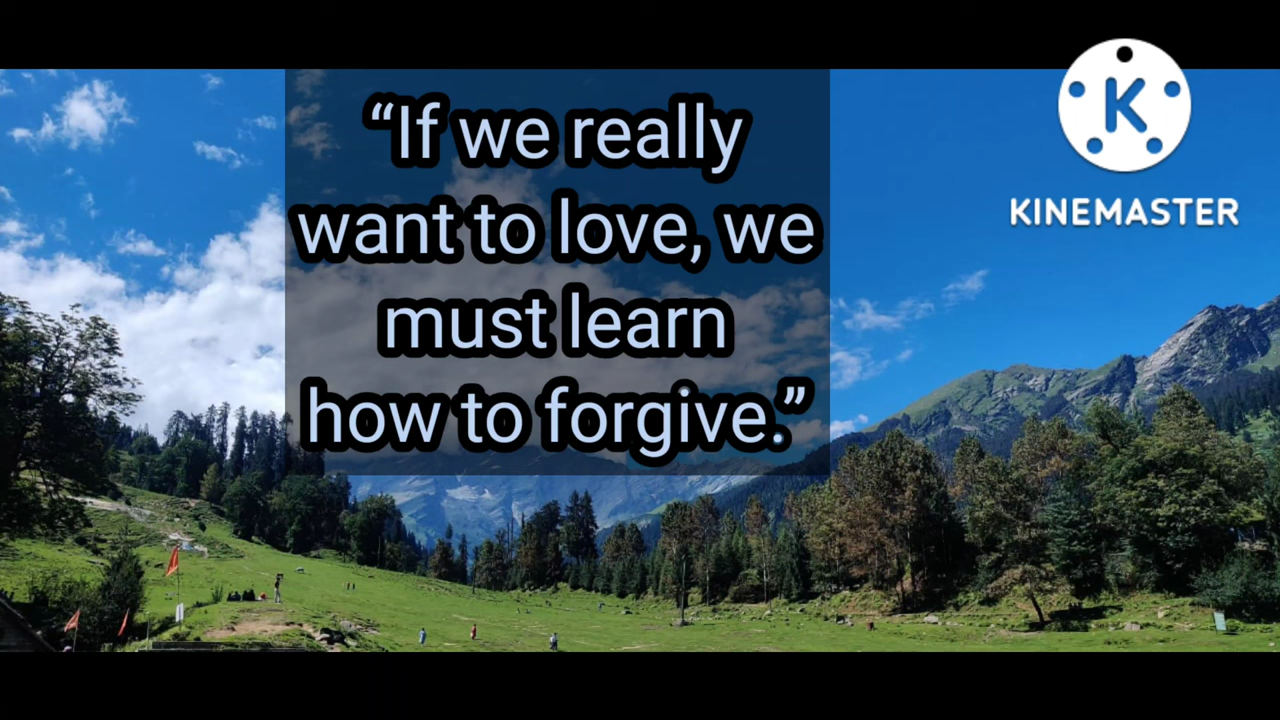 “If we really
want to love, we
must learn
how to forgive.”
K
KINEMASTER